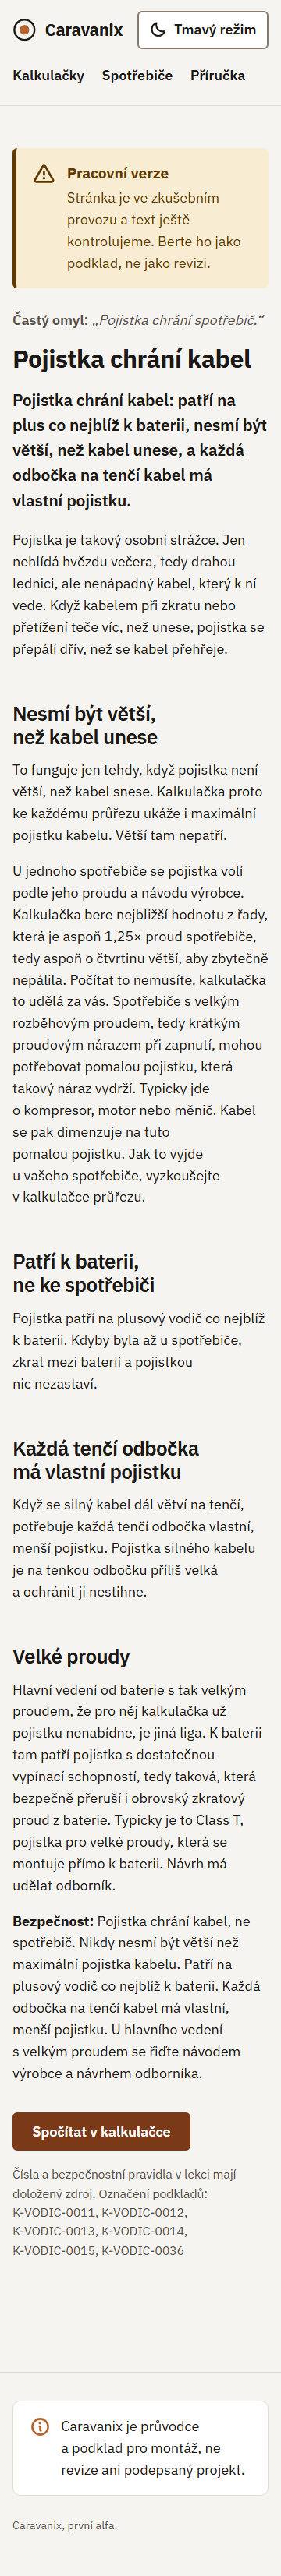 Caravanix
Tmavý režim
Kalkulačky Spotřebiče Příručka
Pracovní verze
Stránka je ve zkušebním
provozu a text ještě
kontrolujeme. Berte ho jako
podklad, ne jako revizi.
Častý omyl: „Pojistka chrání spotřebič.“
Pojistka chrání kabel
Pojistka chrání kabel: patří na
plus co nejblíž k baterii, nesmí být
větší, než kabel unese, a každá
odbočka na tenčí kabel má
vlastní pojistku.
Pojistka je takový osobní strážce. Jen
nehlídá hvězdu večera, tedy drahou
lednici, ale nenápadný kabel, který k ní
vede. Když kabelem při zkratu nebo
přetížení teče víc, než unese, pojistka se
přepálí dřív, než se kabel přehřeje.
Nesmí být větší,
než kabel unese
To funguje jen tehdy, když pojistka není
větší, než kabel snese. Kalkulačka proto
ke každému průřezu ukáže i maximální
pojistku kabelu. Větší tam nepatří.
U jednoho spotřebiče se pojistka volí
podle jeho proudu a návodu výrobce.
Kalkulačka bere nejbližší hodnotu z řady,
která je aspoň 1,25× proud spotřebiče,
tedy aspoň o čtvrtinu větší, aby zbytečně
nepálila. Počítat to nemusíte, kalkulačka
to udělá za vás. Spotřebiče s velkým
rozběhovým proudem, tedy krátkým
proudovým nárazem při zapnutí, mohou
potřebovat pomalou pojistku, která
takový náraz vydrží. Typicky jde
o kompresor, motor nebo měnič. Kabel
se pak dimenzuje na tuto
pomalou pojistku. Jak to vyjde
u vašeho spotřebiče, vyzkoušejte
v kalkulačce průřezu.
Patří k baterii,
ne ke spotřebiči
Pojistka patří na plusový vodič co nejblíž
k baterii. Kdyby byla až u spotřebiče,
zkrat mezi baterií a pojistkou
nic nezastaví.
Každá tenčí odbočka
má vlastní pojistku
Když se silný kabel dál větví na tenčí,
potřebuje každá tenčí odbočka vlastní,
menší pojistku. Pojistka silného kabelu
je na tenkou odbočku příliš velká
a ochránit ji nestihne.
Velké proudy
Hlavní vedení od baterie s tak velkým
proudem, že pro něj kalkulačka už
pojistku nenabídne, je jiná liga. K baterii
tam patří pojistka s dostatečnou
vypínací schopností, tedy taková, která
bezpečně přeruší i obrovský zkratový
proud z baterie. Typicky je to Class T,
pojistka pro velké proudy, která se
montuje přímo k baterii. Návrh má
udělat odborník.
Bezpečnost: Pojistka chrání kabel, ne
spotřebič. Nikdy nesmí být větší než
maximální pojistka kabelu. Patří na
plusový vodič co nejblíž k baterii. Každá
odbočka na tenčí kabel má vlastní,
menší pojistku. U hlavního vedení
s velkým proudem se řiďte návodem
výrobce a návrhem odborníka.
Spočítat v kalkulačce
Čísla a bezpečnostní pravidla v lekci mají
doložený zdroj. Označení podkladů:
K-VODIC-0011, K-VODIC-0012,
K-VODIC-0013, K-VODIC-0014,
K-VODIC-0015, K-VODIC-0036
Caravanix je průvodce
a podklad pro montáž, ne
revize ani podepsaný projekt.
Caravanix, první alfa.